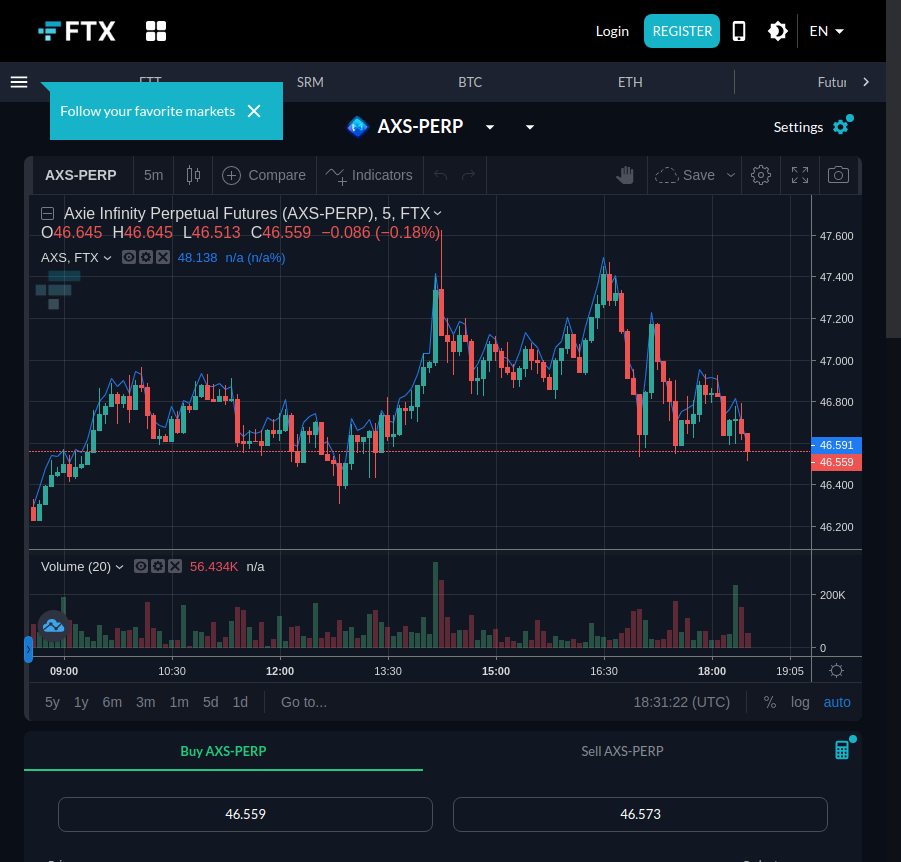 FTX
Login
REGISTER
EN
FTT
SRM
BTC
ETH
Futur
Follow your favorite markets
AXS-PERP
Settings
AXS-PERP 5m Compare Indicators Save
Axie Infinity Perpetual Futures (AXS-PERP), 5, FTX
O46.645 H46.645 L46.513 C46.559 −0.086 (−0.18%)
AXS, FTX 48.138 n/a (n/a%)
47.600
47.400
47.200
47.000
46.800
46.591
46.559
46.400
46.200
Volume (20) 56.434K n/a
200K
0
09:00 10:30 12:00 13:30 15:00 16:30 18:00 19:05
5y 1y 6m 3m 1m 5d 1d Go to... 18:31:22 (UTC) % log auto
Buy AXS-PERP
Sell AXS-PERP
46.559
46.573